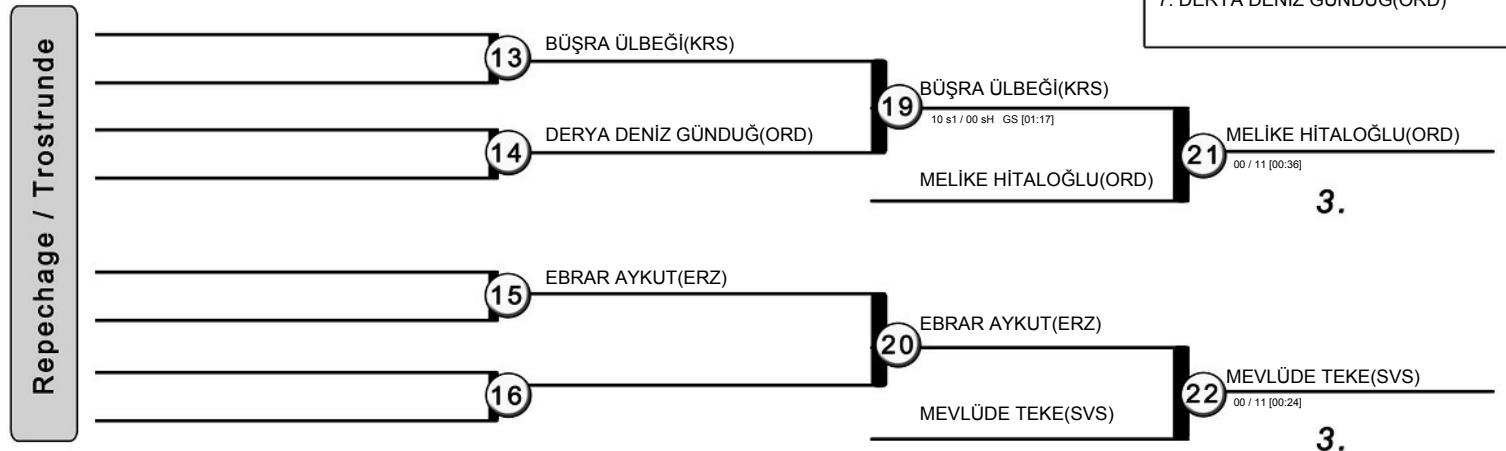 7. DERYA DENİZ GÜNDUĞ(ORD)
Repechage / Trostrunde
13
BÜŞRA ÜLBEĞİ(KRS)
14
DERYA DENİZ GÜNDUĞ(ORD)
19
BÜŞRA ÜLBEĞİ(KRS)
10 s1 / 00 sH GS [01:17]
MELİKE HİTALOĞLU(ORD)
21
MELİKE HİTALOĞLU(ORD)
00 / 11 [00:36]
3.
15
EBRAR AYKUT(ERZ)
16
20
EBRAR AYKUT(ERZ)
MEVLÜDE TEKE(SVS)
22
MEVLÜDE TEKE(SVS)
00 / 11 [00:24]
3.